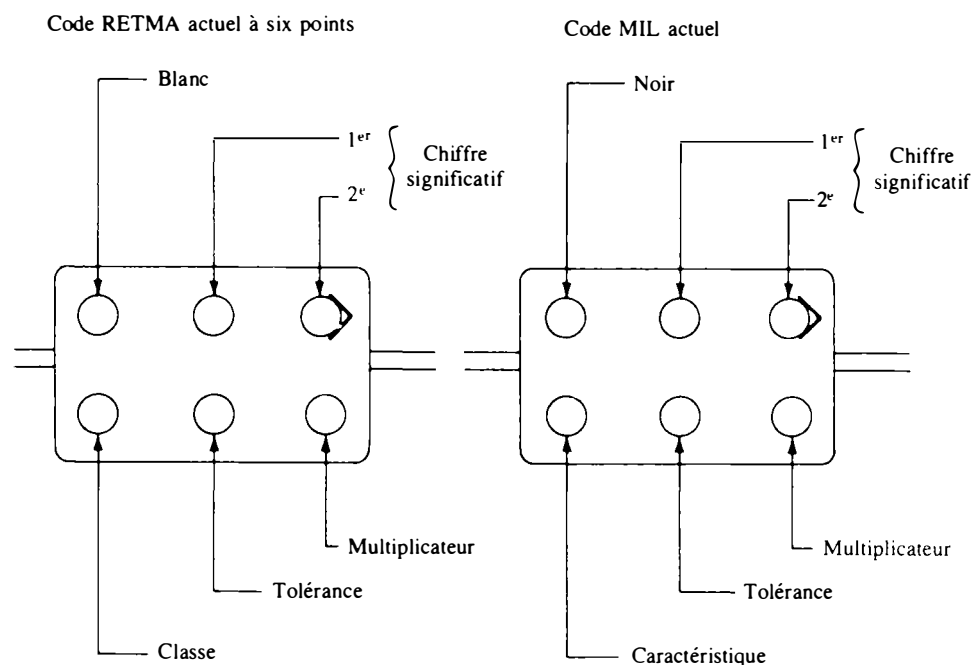 Code RETMA actuel à six points
Blanc
1er
2e
Chiffre
significatif
Multiplicateur
Tolérance
Classe
Code MIL actuel
Noir
1er
2e
Chiffre
significatif
Multiplicateur
Tolérance
Caractéristique